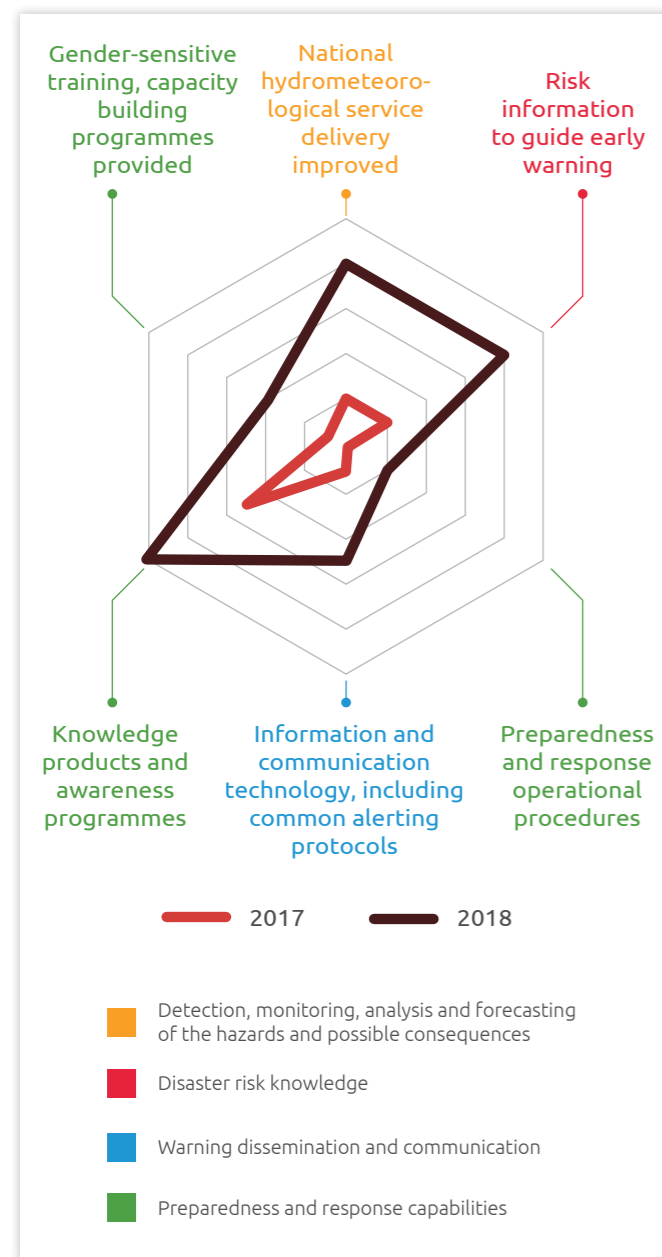 Gender-sensitive
training, capacity
building
programmes
provided
National
hydrometeoro-
logical service
delivery
improved
Risk
information
to guide early
warning
Knowledge
products and
awareness
programmes
Information and
communication
technology, including
common alerting
protocols
Preparedness
and response
operational
procedures
2017
2018
Detection, monitoring, analysis and forecasting
of the hazards and possible consequences
Disaster risk knowledge
Warning dissemination and communication
Preparedness and response capabilities